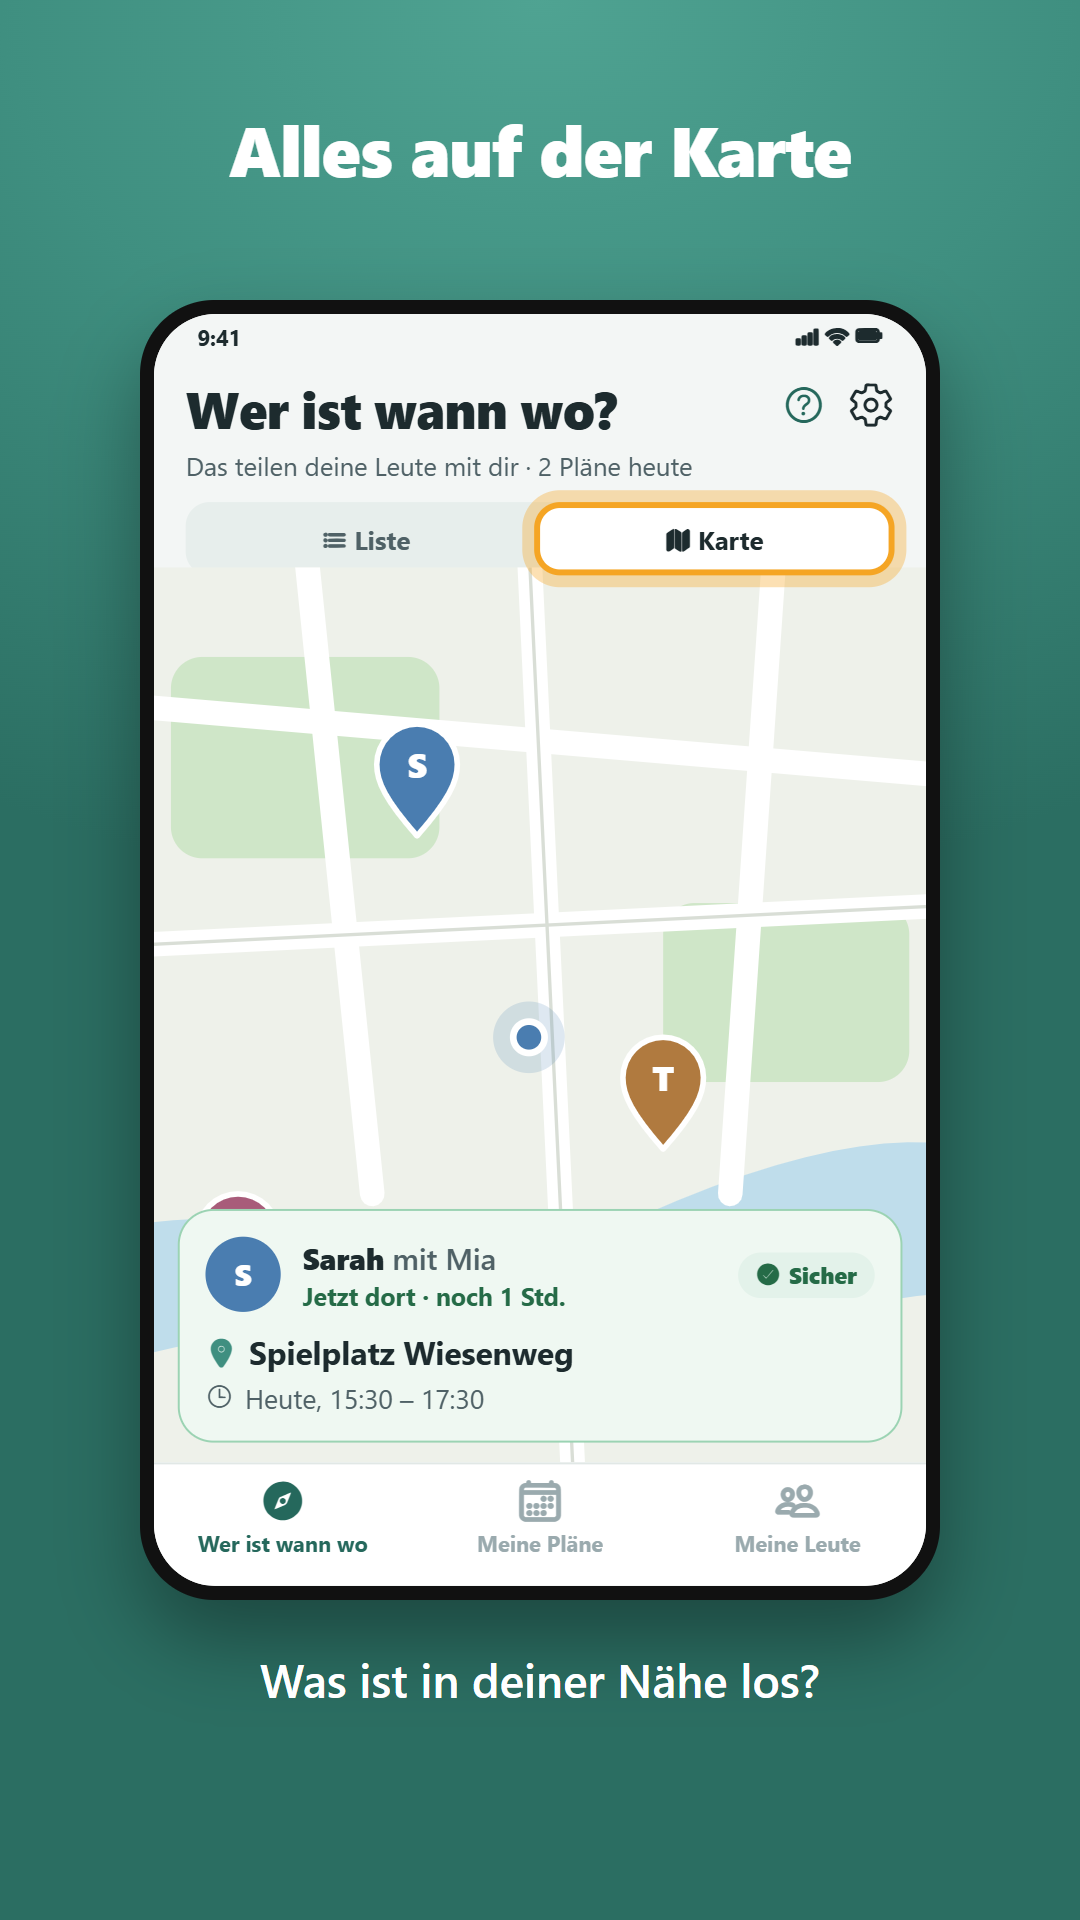 Alles auf der Karte
9:41
Wer ist wann wo?
Das teilen deine Leute mit dir · 2 Pläne heute
Liste
Karte
S
T
S
Sarah mit Mia
Jetzt dort · noch 1 Std.
Sicher
Spielplatz Wiesenweg
Heute, 15:30 – 17:30
Wer ist wann wo
Meine Pläne
Meine Leute
Was ist in deiner Nähe los?